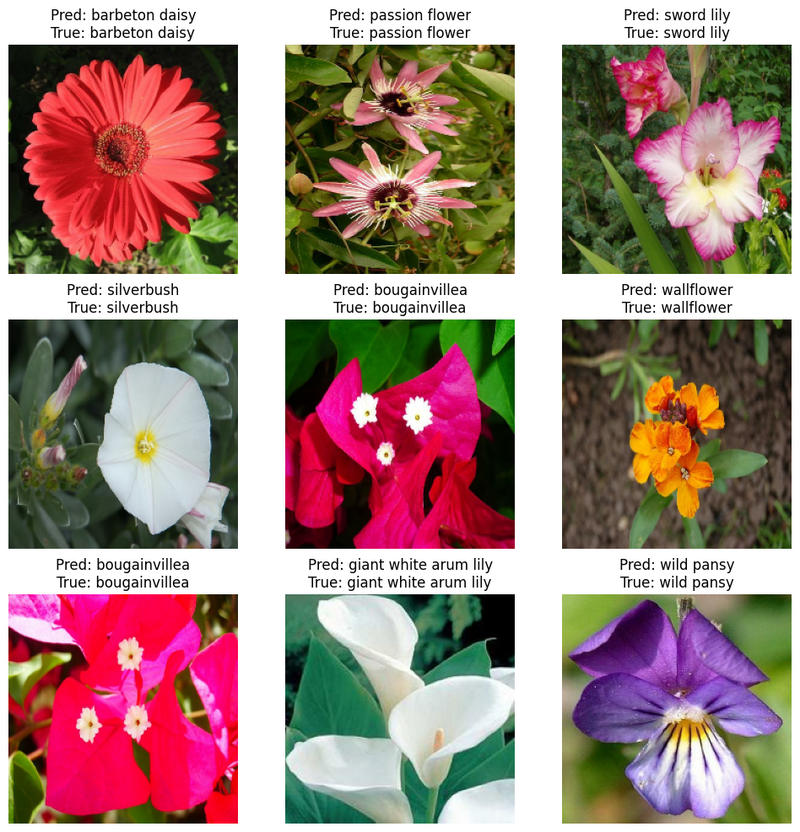 Pred: barbeton daisy
True: barbeton daisy
Pred: passion flower
True: passion flower
Pred: sword lily
True: sword lily
Pred: silverbush
True: silverbush
Pred: bougainvillea
True: bougainvillea
Pred: wallflower
True: wallflower
Pred: bougainvillea
True: bougainvillea
Pred: giant white arum lily
True: giant white arum lily
Pred: wild pansy
True: wild pansy